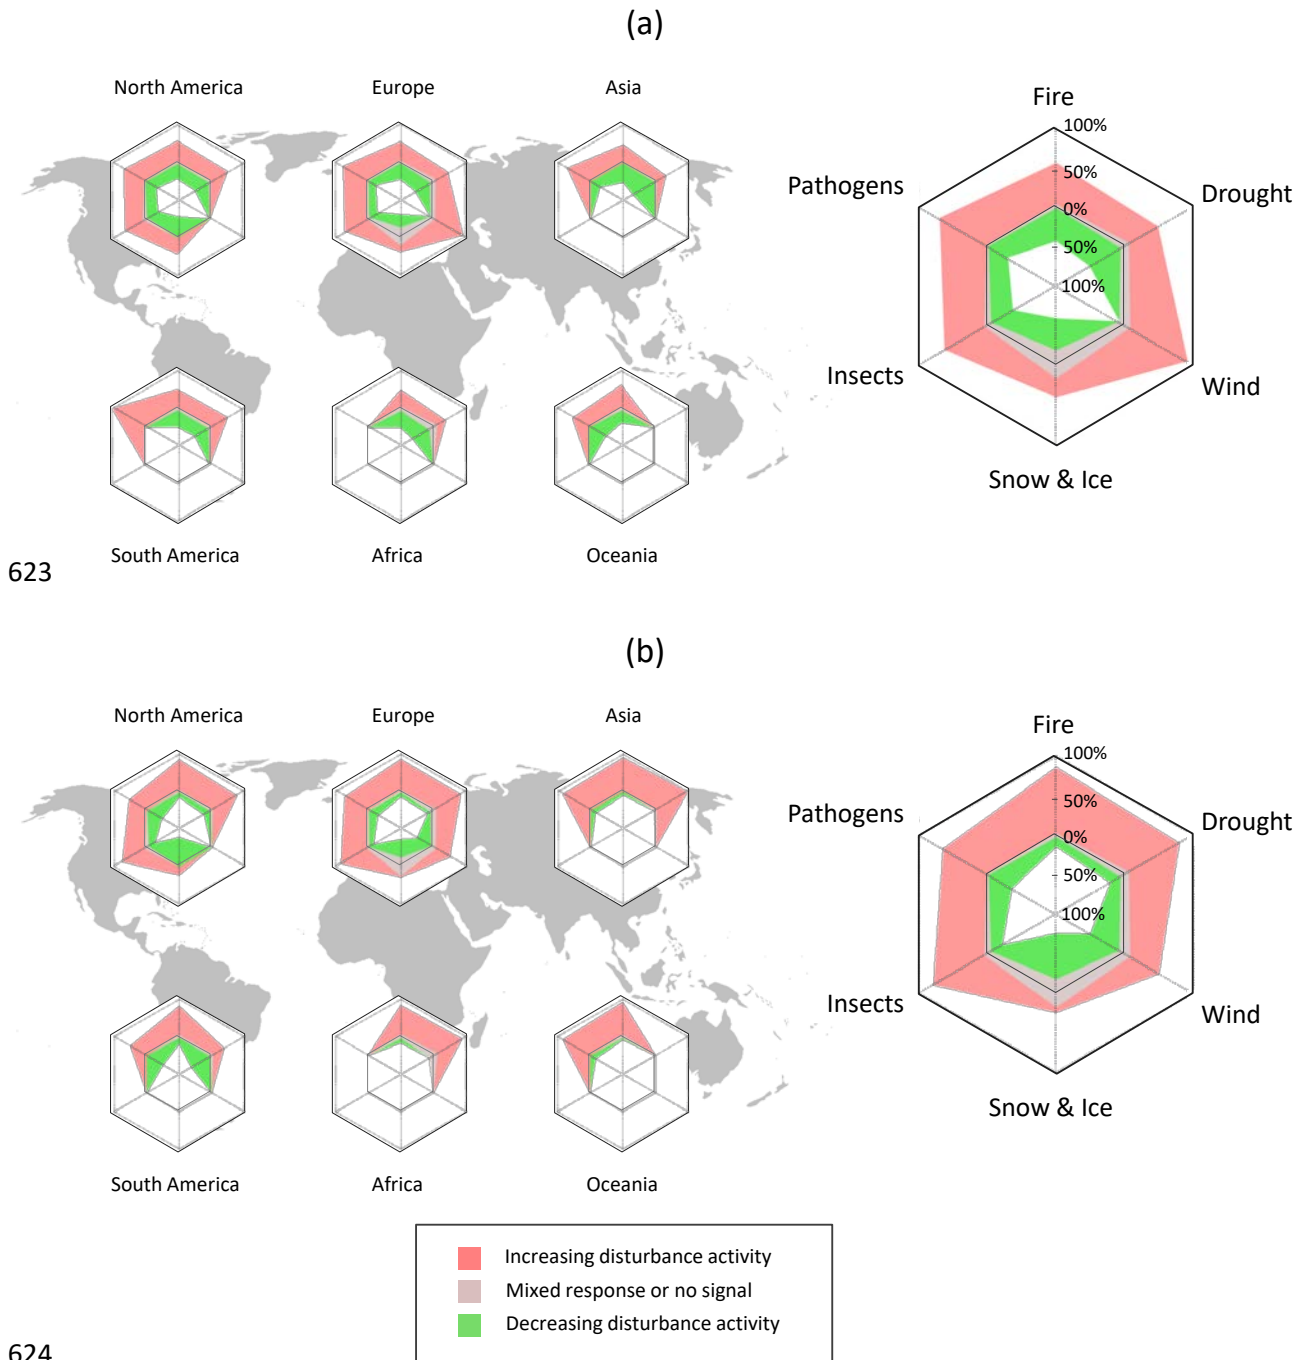 (a)
North America
Europe
Asia
Fire
100%
50%
0%
50%
100%
Pathogens
Drought
Insects
Wind
Snow & Ice
South America
Africa
Oceania
623
(b)
North America
Europe
Asia
Fire
100%
50%
0%
50%
100%
Pathogens
Drought
Insects
Wind
Snow & Ice
South America
Africa
Oceania
Increasing disturbance activity
Mixed response or no signal
Decreasing disturbance activity
624